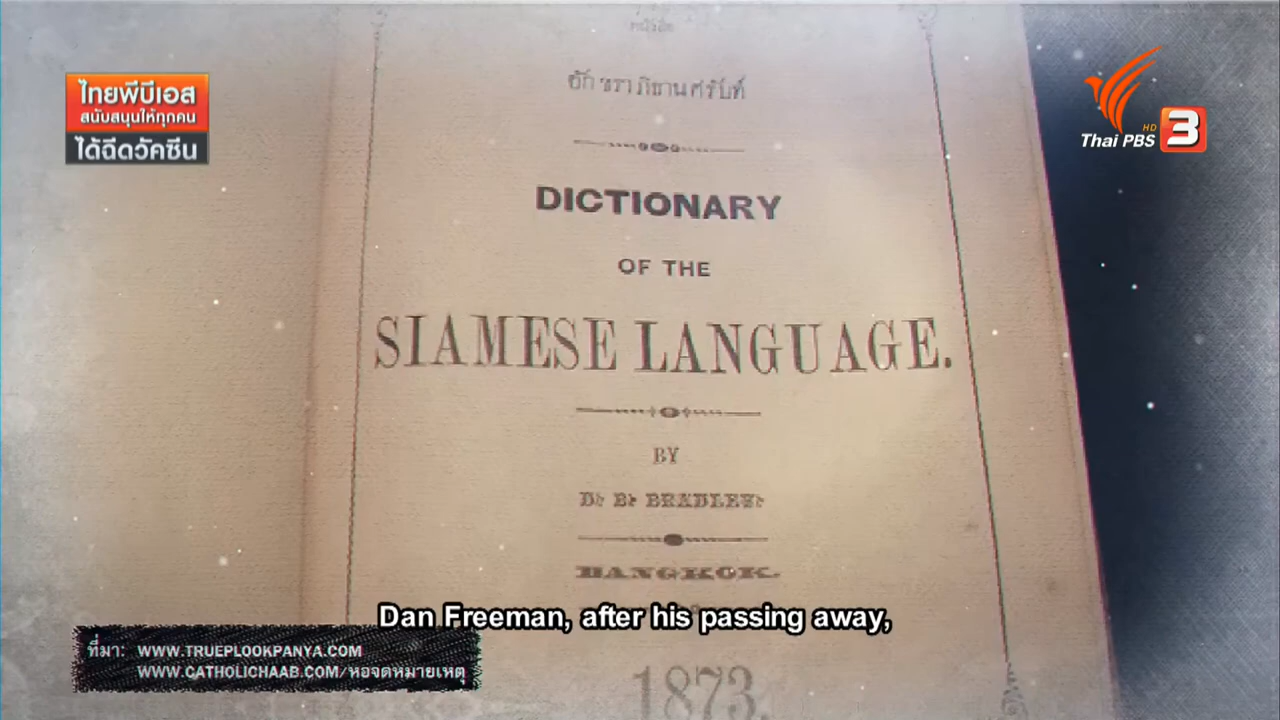 อักขราภิธานศรับท์
DICTIONARY
OF THE
SIAMESE LANGUAGE.
BY
D. B. BRADLEY.
BANGKOK.
1873.
ไทยพีบีเอส
สนับสนุนให้ทุกคน
ได้ฉีดวัคซีน
HD
Thai PBS 3
Dan Freeman, after his passing away,
ที่มา: WWW.TRUEPLOOKPANYA.COM
WWW.CATHOLICHAAB.COM/หอจดหมายเหตุ